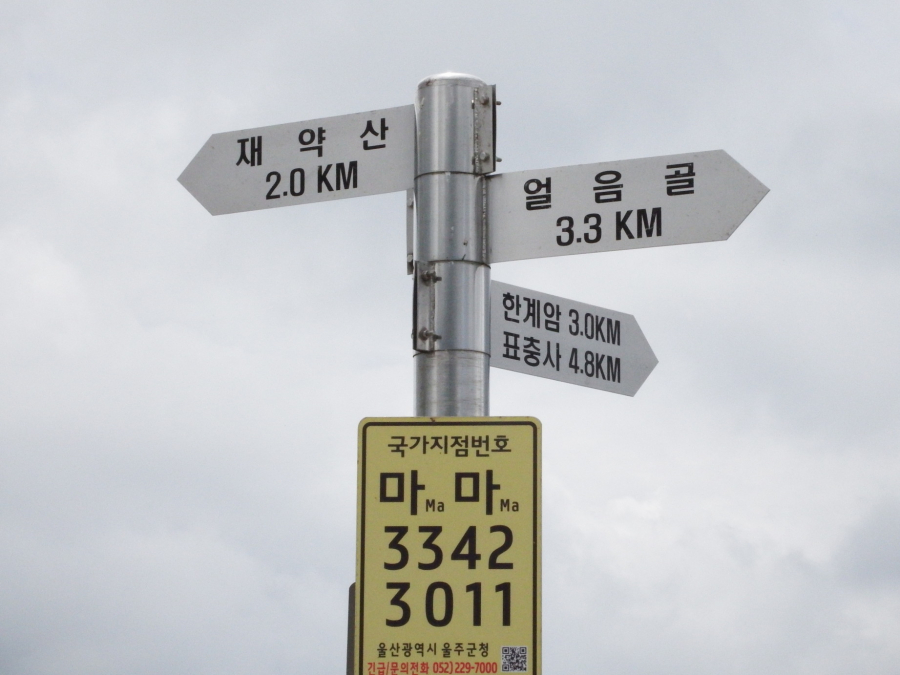 재약산
2.0 KM
얼음골
3.3 KM
한계암 3.0KM
표충사 4.8KM
국가지점번호
마Ma 마Ma
3342
3011
울산광역시 울주군청
긴급/문의전화 052)229-7000